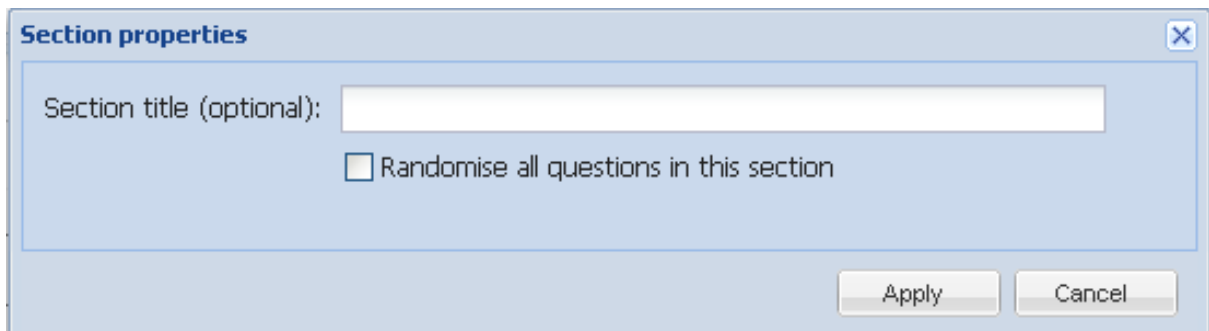 Section properties
Section title (optional):
Randomise all questions in this section
Apply Cancel